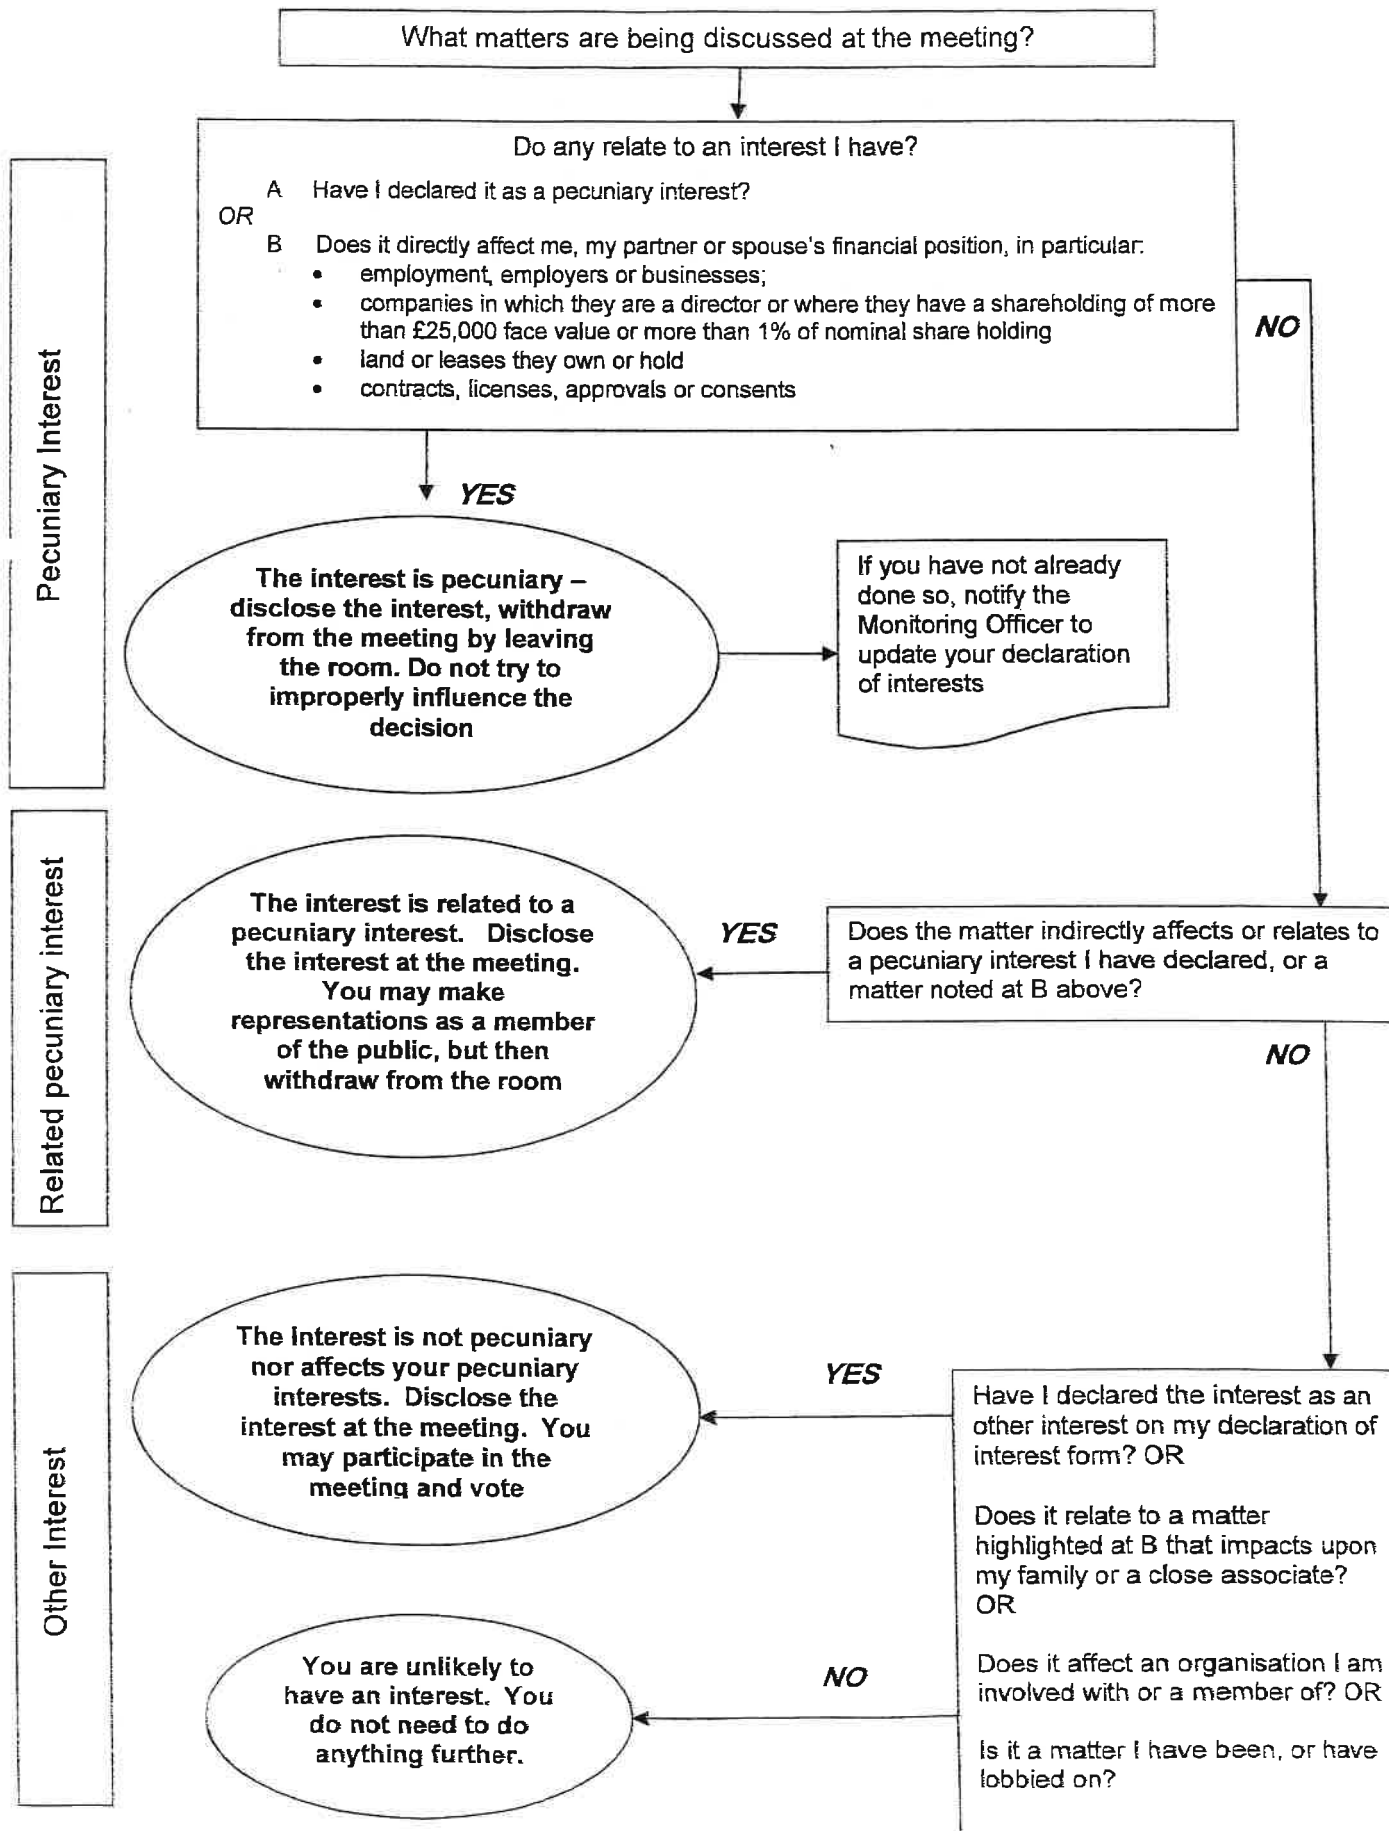 What matters are being discussed at the meeting?
Do any relate to an interest I have?
A Have I declared it as a pecuniary interest?
OR
B Does it directly affect me, my partner or spouse's financial position, in particular:
• employment, employers or businesses;
• companies in which they are a director or where they have a shareholding of more
than £25,000 face value or more than 1% of nominal share holding
• land or leases they own or hold
• contracts, licenses, approvals or consents
NO
Pecuniary Interest
YES
The interest is pecuniary –
disclose the interest, withdraw
from the meeting by leaving
the room. Do not try to
improperly influence the
decision
If you have not already
done so, notify the
Monitoring Officer to
update your declaration
of interests
Related pecuniary interest
The interest is related to a
pecuniary interest. Disclose
the interest at the meeting.
You may make
representations as a member
of the public, but then
withdraw from the room
YES
Does the matter indirectly affects or relates to
a pecuniary interest I have declared, or a
matter noted at B above?
NO
Other Interest
The Interest is not pecuniary
nor affects your pecuniary
interests. Disclose the
interest at the meeting. You
may participate in the
meeting and vote
YES
Have I declared the interest as an
other interest on my declaration of
interest form? OR
Does it relate to a matter
highlighted at B that impacts upon
my family or a close associate?
OR
Does it affect an organisation I am
involved with or a member of? OR
Is it a matter I have been, or have
lobbied on?
NO
You are unlikely to
have an interest. You
do not need to do
anything further.